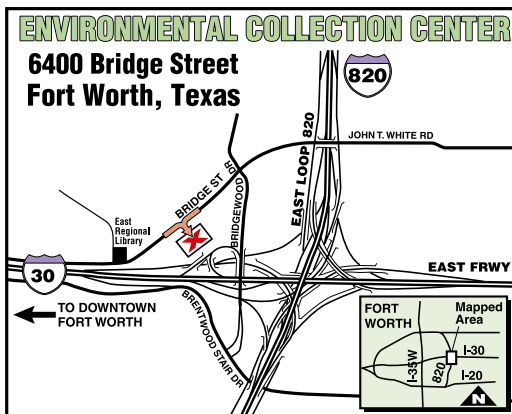 ENVIRONMENTAL COLLECTION CENTER
6400 Bridge Street
Fort Worth, Texas
820
JOHN T. WHITE RD
EAST LOOP 820
BRIDGE ST
BRIDGEWOOD DR
East
Regional
Library
X
30
EAST FRWY
TO DOWNTOWN
FORT WORTH
BRENTWOOD STAIR DR
FORT
WORTH
Mapped
Area
I-35W
820
I-30
I-20
N